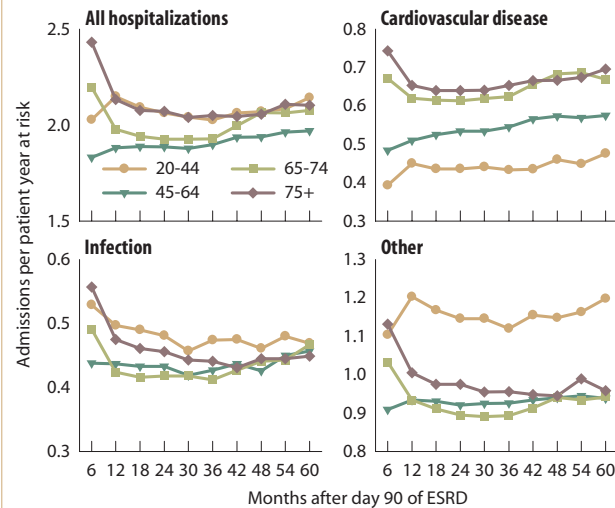 All hospitalizations
Cardiovascular disease
Admissions per patient year at risk
2.5
2.0
1.5
20-44
45-64
65-74
75+
0.8
0.7
0.6
0.5
0.4
0.3
Infection
Other
0.6
0.5
0.4
0.3
6 12 18 24 30 36 42 48 54 60
1.3
1.2
1.1
1.0
0.9
0.8
6 12 18 24 30 36 42 48 54 60
Months after day 90 of ESRD